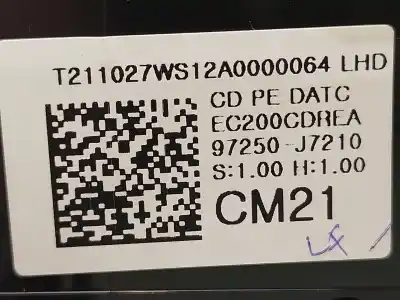 T211027WS12A0000064 LHD
CD PE DATC
EC200CDREA
97250-J7210
S:1.00 H:1.00
CM21